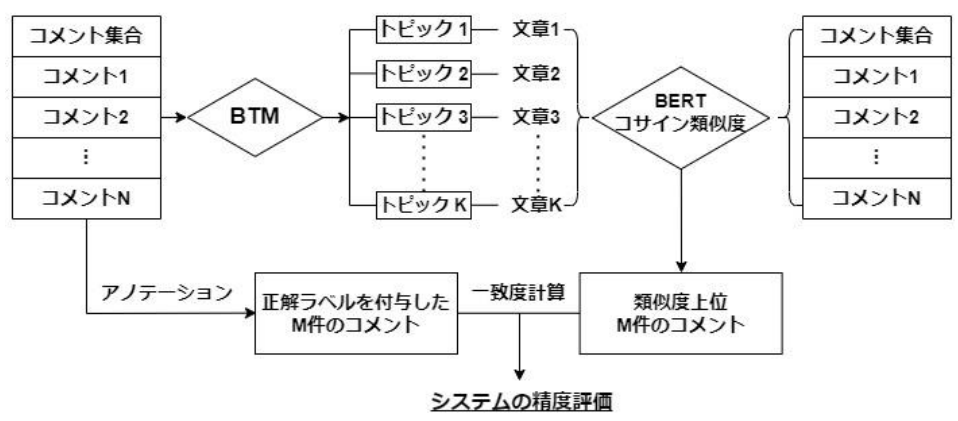 コメント集合
コメント1
コメント2
⋮
コメントN
BTM
トピック 1
文章1
トピック 2
文章2
トピック 3
文章3
トピック K
文章K
BERT
コサイン類似度
コメント集合
コメント1
コメント2
⋮
コメントN
アノテーション
正解ラベルを付与した
M件のコメント
一致度計算
類似度上位
M件のコメント
システムの精度評価